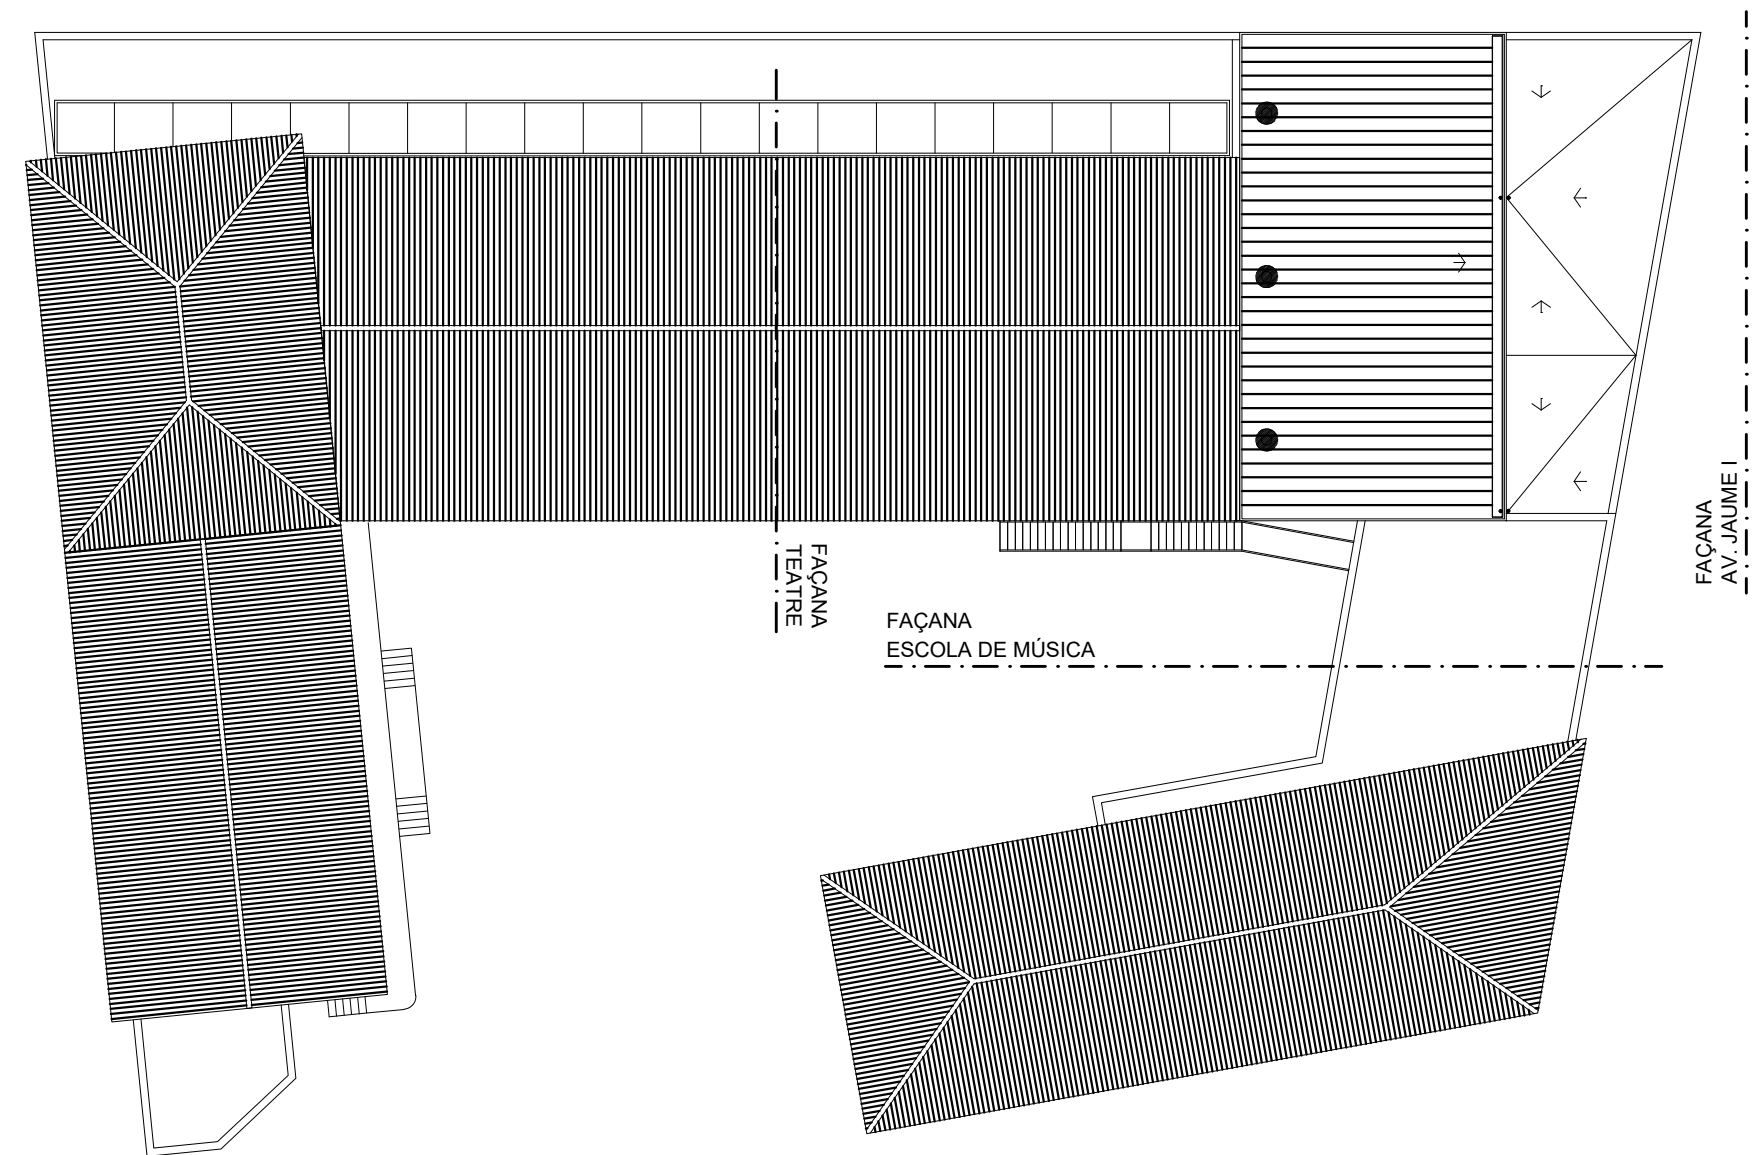 FAÇANA
TEATRE
FAÇANA
ESCOLA DE MÚSICA
FAÇANA
AV. JAUME I